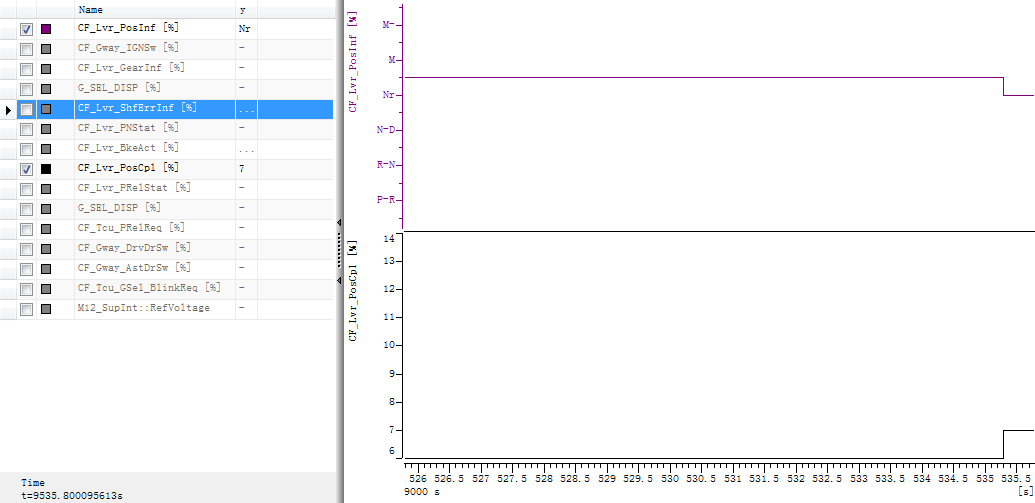 Name y
CF_Lvr_PosInf [%] Nr
CF_Gway_IGNSw [%] -
CF_Lvr_GearInf [%] -
G_SEL_DISP [%] -
CF_Lvr_ShfErrInf [%] ...
CF_Lvr_PNStat [%] -
CF_Lvr_BkeAct [%] ...
CF_Lvr_PosCpl [%] 7
CF_Lvr_PRelStat [%] -
G_SEL_DISP [%] -
CF_Tcu_PRelReq [%] -
CF_Gway_DrvDrSw [%] -
CF_Gway_AstDrSw [%] -
CF_Tcu_GSel_BlinkReq [%] -
M12_SupInt::RefVoltage -
Time
t=9535.800095613s
CF_Lvr_PosInf [%]
M-
M
Nr
N-D
R-N
P-R
CF_Lvr_PosCpl [%]
14
13
12
11
10
9
8
7
6
526 526.5 527 527.5 528 528.5 529 529.5 530 530.5 531 531.5 532 532.5 533 533.5 534 534.5 535 535.5
9000 s [s]